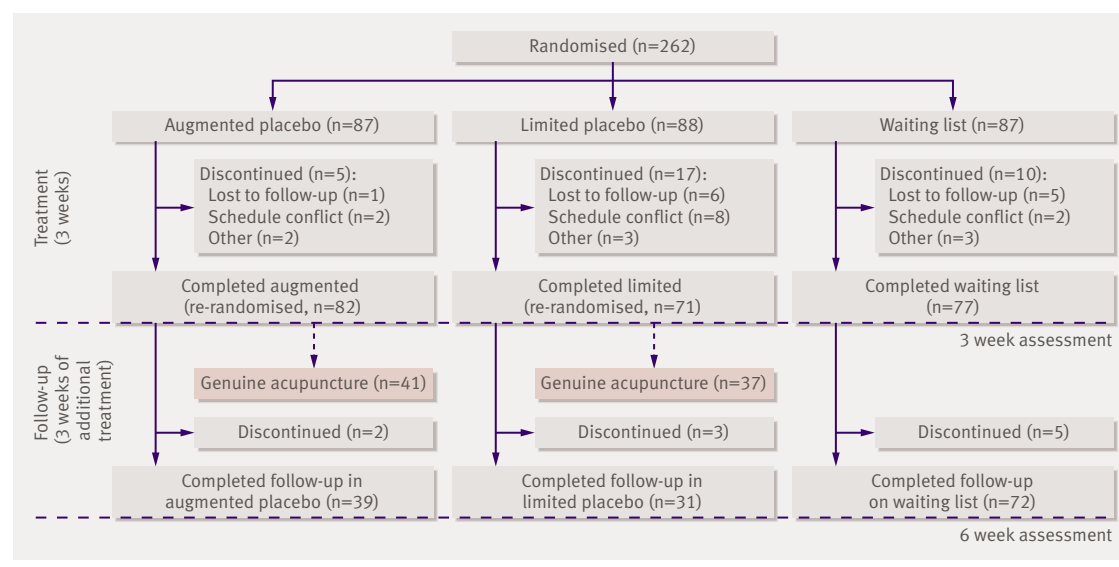 Randomised (n=262)
Augmented placebo (n=87)
Limited placebo (n=88)
Waiting list (n=87)
Treatment
(3 weeks)
Discontinued (n=5):
Lost to follow-up (n=1)
Schedule conflict (n=2)
Other (n=2)
Discontinued (n=17):
Lost to follow-up (n=6)
Schedule conflict (n=8)
Other (n=3)
Discontinued (n=10):
Lost to follow-up (n=5)
Schedule conflict (n=2)
Other (n=3)
Completed augmented
(re-randomised, n=82)
Completed limited
(re-randomised, n=71)
Completed waiting list
(n=77)
3 week assessment
Follow-up
(3 weeks of
additional
treatment)
Genuine acupuncture (n=41)
Genuine acupuncture (n=37)
Discontinued (n=2)
Discontinued (n=3)
Discontinued (n=5)
Completed follow-up in
augmented placebo (n=39)
Completed follow-up in
limited placebo (n=31)
Completed follow-up
on waiting list (n=72)
6 week assessment